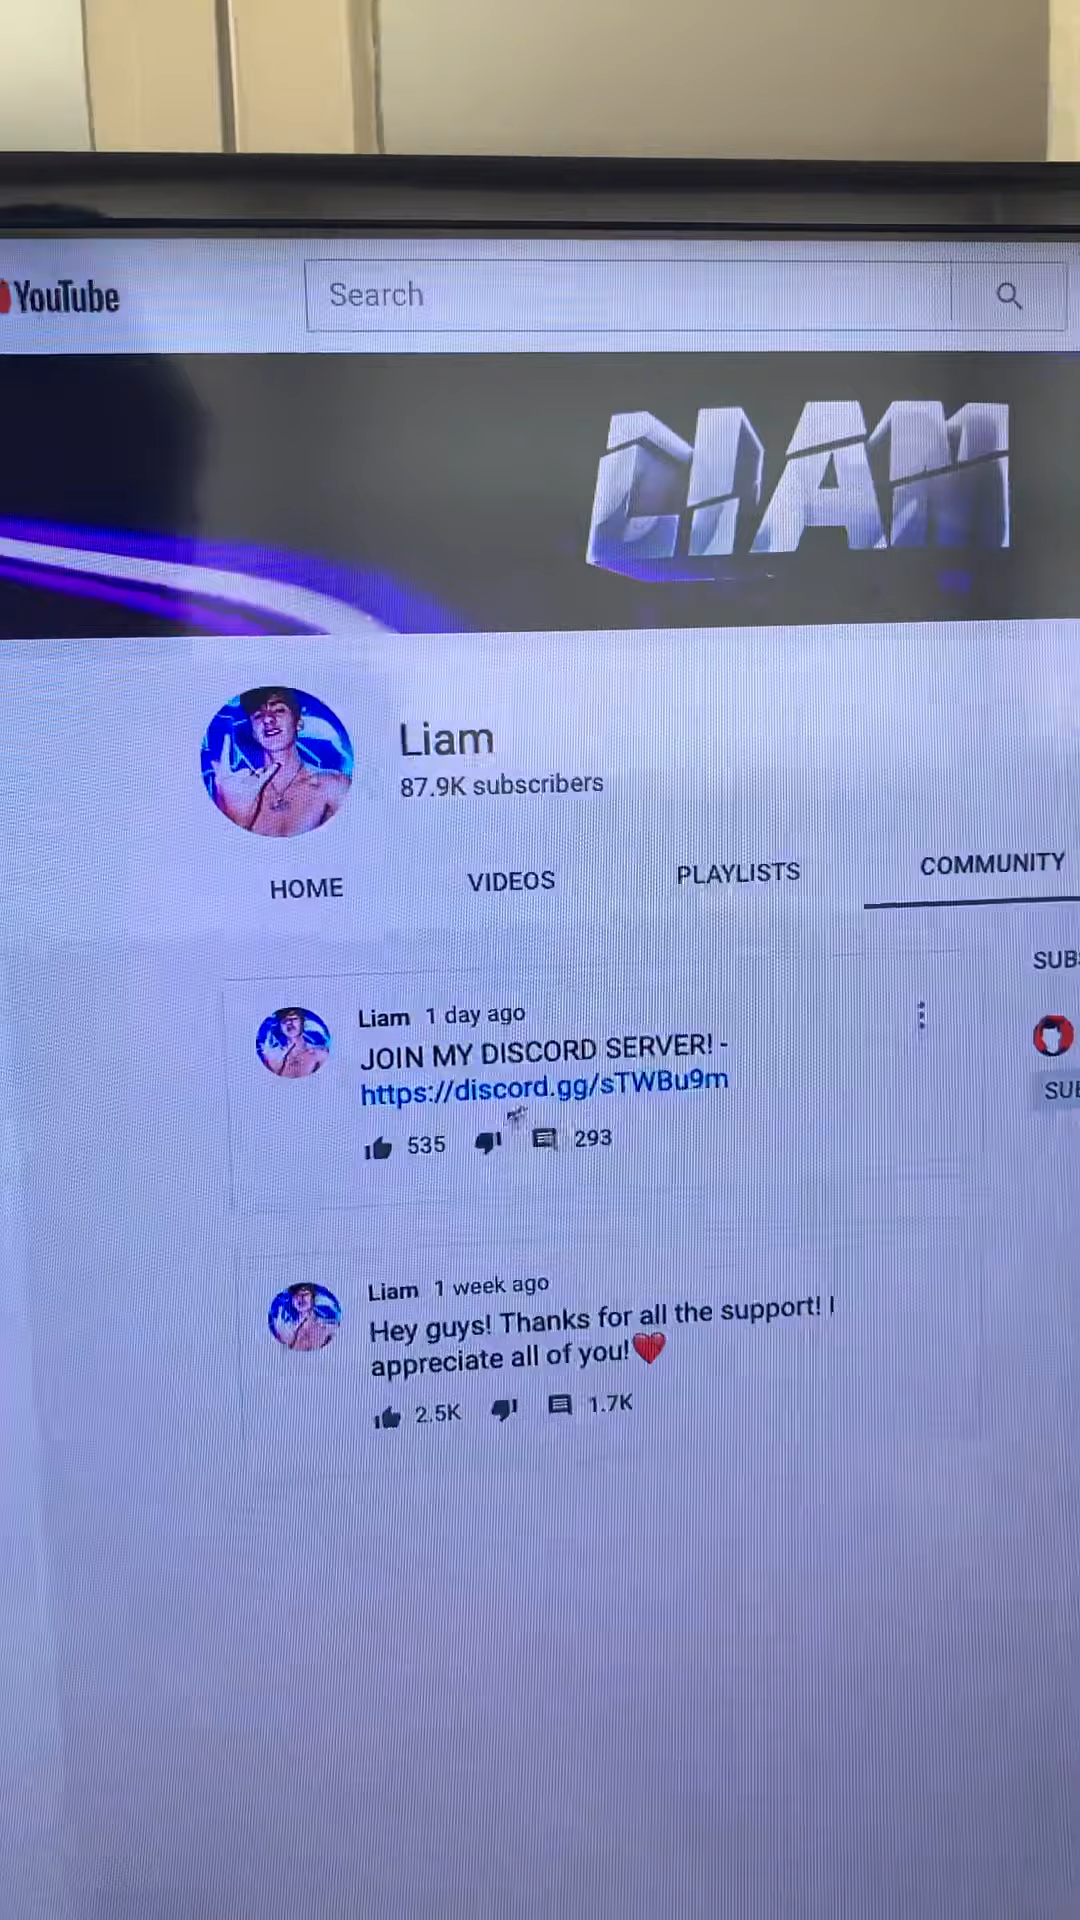 YouTube
Search
LIAM
Liam
87.9K subscribers
HOME
VIDEOS
PLAYLISTS
COMMUNITY
Liam 1 day ago
JOIN MY DISCORD SERVER! -
https://discord.gg/sTWBu9m
535
293
Liam 1 week ago
Hey guys! Thanks for all the support! I
appreciate all of you!❤️
2.5K
1.7K